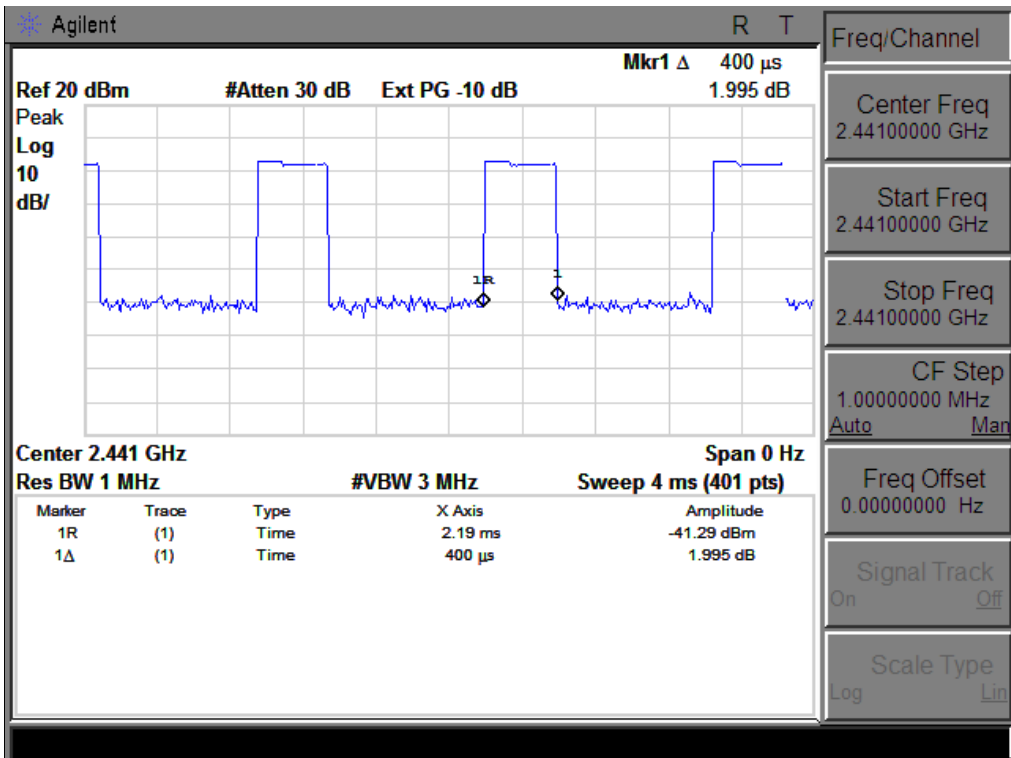 Agilent R T
Mkr1 Δ 400 µs
Ref 20 dBm #Atten 30 dB Ext PG -10 dB 1.995 dB
Peak
Log
10
dB/
1R 1
Center 2.441 GHz Span 0 Hz
Res BW 1 MHz #VBW 3 MHz Sweep 4 ms (401 pts)
Marker Trace Type X Axis Amplitude
1R (1) Time 2.19 ms -41.29 dBm
1Δ (1) Time 400 µs 1.995 dB
Freq/Channel
Center Freq
2.44100000 GHz
Start Freq
2.44100000 GHz
Stop Freq
2.44100000 GHz
CF Step
1.00000000 MHz
Auto Man
Freq Offset
0.00000000 Hz
Signal Track
On Off
Scale Type
Log Lin